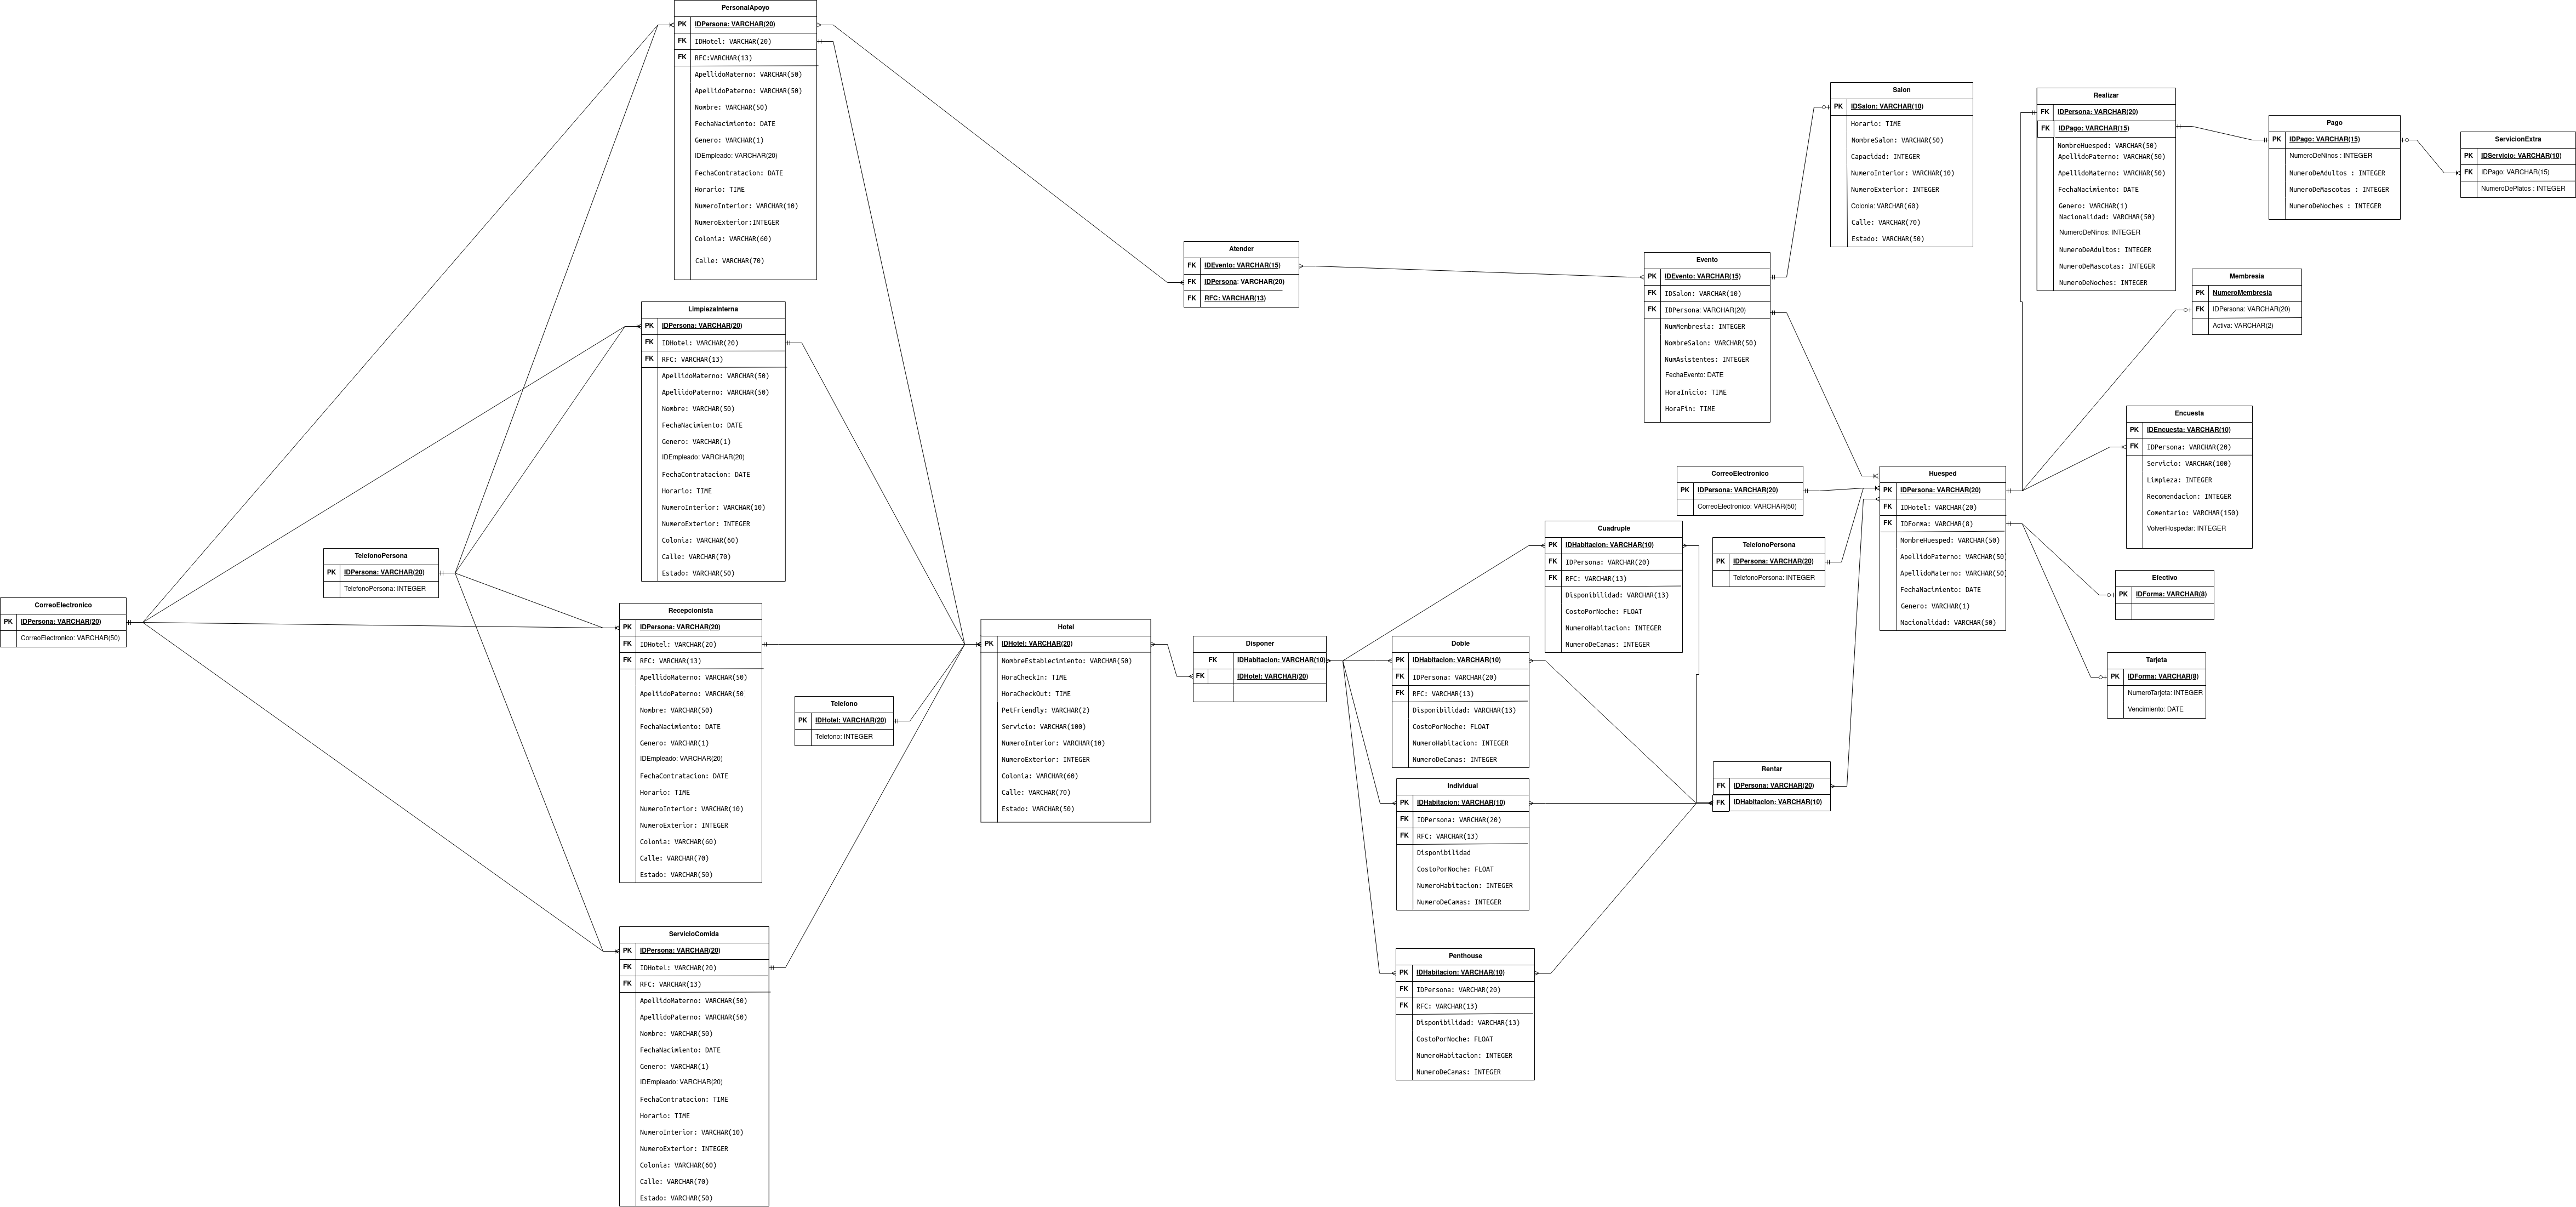 PersonalApoyo
PK IDPersona: VARCHAR(20)
FK IDHotel: VARCHAR(20)
FK RFC:VARCHAR(13)
ApellidoMaterno: VARCHAR(50)
ApellidoPaterno: VARCHAR(50)
Nombre: VARCHAR(50)
FechaNacimiento: DATE
Genero: VARCHAR(1)
IDEmpleado: VARCHAR(20)
FechaContratacion: DATE
Horario: TIME
NumeroInterior: VARCHAR(10)
NumeroExterior:INTEGER
Colonia: VARCHAR(60)
Calle: VARCHAR(70)
LimpiezaInterna
PK IDPersona: VARCHAR(20)
FK IDHotel: VARCHAR(20)
FK RFC: VARCHAR(13)
ApellidoMaterno: VARCHAR(50)
ApeliidoPaterno: VARCHAR(50)
Nombre: VARCHAR(50)
FechaNacimiento: DATE
Genero: VARCHAR(1)
IDEmpleado: VARCHAR(20)
FechaContratacion: DATE
Horario: TIME
NumeroInterior: VARCHAR(10)
NumeroExterior: INTEGER
Colonia: VARCHAR(60)
Calle: VARCHAR(70)
Estado: VARCHAR(50)
TelefonoPersona
PK IDPersona: VARCHAR(20)
TelefonoPersona: INTEGER
CorreoElectronico
PK IDPersona: VARCHAR(20)
CorreoElectronico: VARCHAR(50)
Recepcionista
PK IDPersona: VARCHAR(20)
FK IDHotel: VARCHAR(20)
FK RFC: VARCHAR(13)
ApellidoMaterno: VARCHAR(50)
ApeliidoPaterno: VARCHAR(50)
Nombre: VARCHAR(50)
FechaNacimiento: DATE
Genero: VARCHAR(1)
IDEmpleado: VARCHAR(20)
FechaContratacion: DATE
Horario: TIME
NumeroInterior: VARCHAR(10)
NumeroExterior: INTEGER
Colonia: VARCHAR(60)
Calle: VARCHAR(70)
Estado: VARCHAR(50)
ServicioComida
PK IDPersona: VARCHAR(20)
FK IDHotel: VARCHAR(20)
FK RFC: VARCHAR(13)
ApellidoMaterno: VARCHAR(50)
ApellidoPaterno: VARCHAR(50)
Nombre: VARCHAR(50)
FechaNacimiento: DATE
Genero: VARCHAR(1)
IDEmpleado: VARCHAR(20)
FechaContratacion: TIME
Horario: TIME
NumeroInterior: VARCHAR(10)
NumeroExterior: INTEGER
Colonia: VARCHAR(60)
Calle: VARCHAR(70)
Estado: VARCHAR(50)
Telefono
PK IDHotel: VARCHAR(20)
Telefono: INTEGER
Hotel
PK IDHotel: VARCHAR(20)
NombreEstablecimiento: VARCHAR(50)
HoraCheckIn: TIME
HoraCheckOut: TIME
PetFriendly: VARCHAR(2)
Servicio: VARCHAR(100)
NumeroInterior: VARCHAR(10)
NumeroExterior: INTEGER
Colonia: VARCHAR(60)
Calle: VARCHAR(70)
Estado: VARCHAR(50)
Atender
FK IDEvento: VARCHAR(15)
FK IDPersona: VARCHAR(20)
FK RFC: VARCHAR(13)
Disponer
FK IDHabitacion: VARCHAR(10)
FK IDHotel: VARCHAR(20)
Cuadruple
PK IDHabitacion: VARCHAR(10)
FK IDPersona: VARCHAR(20)
FK RFC: VARCHAR(13)
Disponibilidad: VARCHAR(13)
CostoPorNoche: FLOAT
NumeroHabitacion: INTEGER
NumeroDeCamas: INTEGER
Doble
PK IDHabitacion: VARCHAR(10)
FK IDPersona: VARCHAR(20)
FK RFC: VARCHAR(13)
Disponibilidad: VARCHAR(13)
CostoPorNoche: FLOAT
NumeroHabitacion: INTEGER
NumeroDeCamas: INTEGER
Individual
PK IDHabitacion: VARCHAR(10)
FK IDPersona: VARCHAR(20)
FK RFC: VARCHAR(13)
Disponibilidad
CostoPorNoche: FLOAT
NumeroHabitacion: INTEGER
NumeroDeCamas: INTEGER
Penthouse
PK IDHabitacion: VARCHAR(10)
FK IDPersona: VARCHAR(20)
FK RFC: VARCHAR(13)
Disponibilidad: VARCHAR(13)
CostoPorNoche: FLOAT
NumeroHabitacion: INTEGER
NumeroDeCamas: INTEGER
Evento
PK IDEvento: VARCHAR(15)
FK IDSalon: VARCHAR(10)
FK IDPersona: VARCHAR(20)
NumMembresia: INTEGER
NombreSalon: VARCHAR(50)
NumAsistentes: INTEGER
FechaEvento: DATE
HoraInicio: TIME
HoraFin: TIME
Salon
PK IDSalon: VARCHAR(10)
Horario: TIME
NombreSalon: VARCHAR(50)
Capacidad: INTEGER
NumeroInterior: VARCHAR(10)
NumeroExterior: INTEGER
Colonia: VARCHAR(60)
Calle: VARCHAR(70)
Estado: VARCHAR(50)
CorreoElectronico
PK IDPersona: VARCHAR(20)
CorreoElectronico: VARCHAR(50)
TelefonoPersona
PK IDPersona: VARCHAR(20)
TelefonoPersona: INTEGER
Rentar
FK IDPersona: VARCHAR(20)
FK IDHabitacion: VARCHAR(10)
Huesped
PK IDPersona: VARCHAR(20)
FK IDHotel: VARCHAR(20)
FK IDForma: VARCHAR(8)
NombreHuesped: VARCHAR(50)
ApellidoPaterno: VARCHAR(50)
ApellidoMaterno: VARCHAR(50)
FechaNacimiento: DATE
Genero: VARCHAR(1)
Nacionalidad: VARCHAR(50)
Realizar
FK IDPersona: VARCHAR(20)
FK IDPago: VARCHAR(15)
NombreHuesped: VARCHAR(50)
ApellidoPaterno: VARCHAR(50)
ApellidoMaterno: VARCHAR(50)
FechaNacimiento: DATE
Genero: VARCHAR(1)
Nacionalidad: VARCHAR(50)
NumeroDeNinos: INTEGER
NumeroDeAdultos: INTEGER
NumeroDeMascotas: INTEGER
NumeroDeNoches: INTEGER
Pago
PK IDPago: VARCHAR(15)
NumeroDeNinos : INTEGER
NumeroDeAdultos : INTEGER
NumeroDeMascotas : INTEGER
NumeroDeNoches : INTEGER
ServicionExtra
PK IDServicio: VARCHAR(10)
FK IDPago: VARCHAR(15)
NumeroDePlatos : INTEGER
Membresia
PK NumeroMembresia
FK IDPersona: VARCHAR(20)
Activa: VARCHAR(2)
Encuesta
PK IDEncuesta: VARCHAR(10)
FK IDPersona: VARCHAR(20)
Servicio: VARCHAR(100)
Limpieza: INTEGER
Recomendacion: INTEGER
Comentario: VARCHAR(150)
VolverHospedar: INTEGER
Efectivo
PK IDForma: VARCHAR(8)
Tarjeta
PK IDForma: VARCHAR(8)
NumeroTarjeta: INTEGER
Vencimiento: DATE